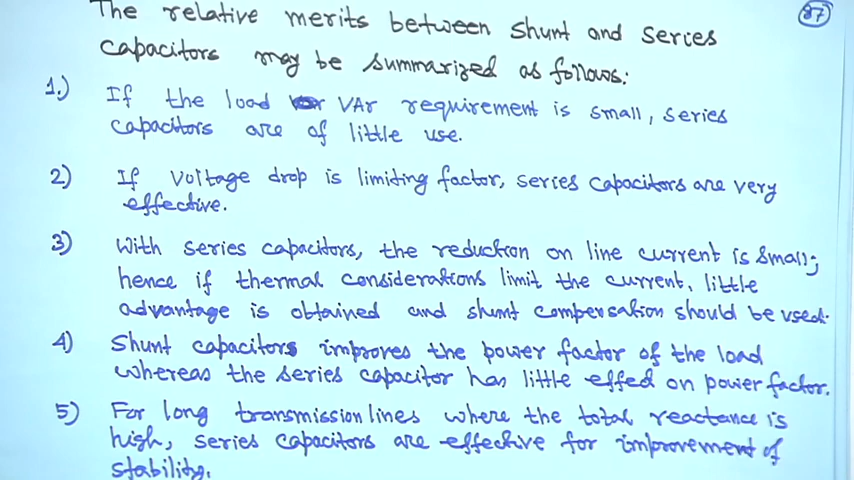 The relative merits between shunt and series
87
capacitors may be summarized as follows:
1.) If the load VAr requirement is small, series
capacitors are of little use.
2) If voltage drop is limiting factor, series capacitors are very
effective.
3) With series capacitors, the reduction on line current is small;
hence if thermal considerations limit the current, little
advantage is obtained and shunt compensation should be used.
4) Shunt capacitors improves the power factor of the load
whereas the series capacitor has little effed on power factor.
5) For long transmission lines where the total reactance is
high, series capacitors are effective for improvement of
stability.